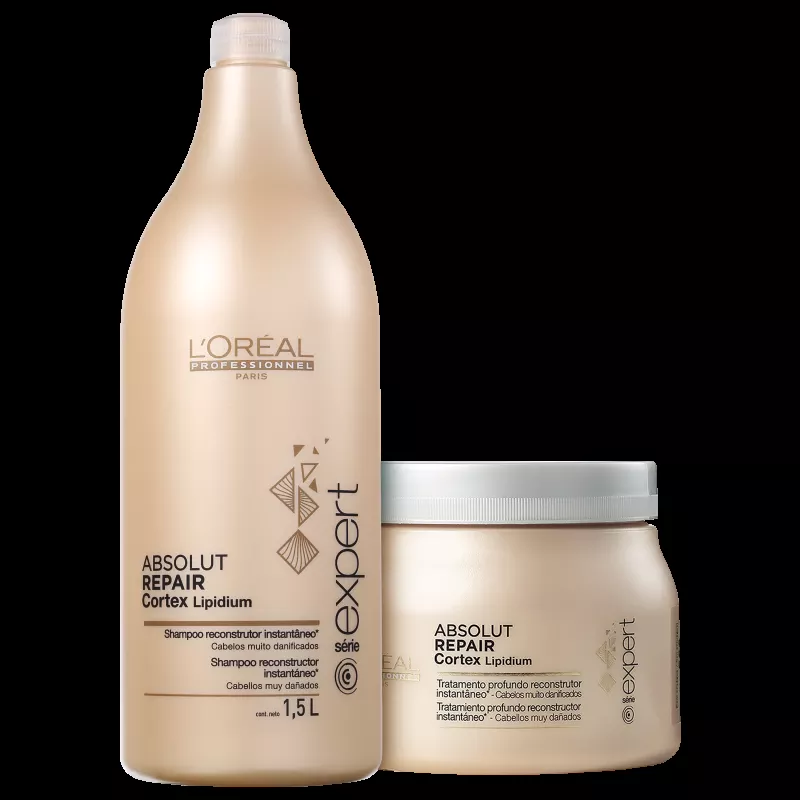 L'ORÉAL
PROFESSIONNEL
PARIS
ABSOLUT
REPAIR
Cortex Lipidium
Shampoo reconstrutor instantâneo*
Cabelos muito danificados
Shampoo reconstructor
instantáneo*
Cabellos muy dañados
cont. neto 1,5 L
série expert
ABSOLUT
REPAIR
Cortex Lipidium
Tratamento profundo reconstrutor
instantâneo* - Cabelos muito danificados
Tratamiento profundo reconstructor
instantáneo* - Cabellos muy dañados
série expert